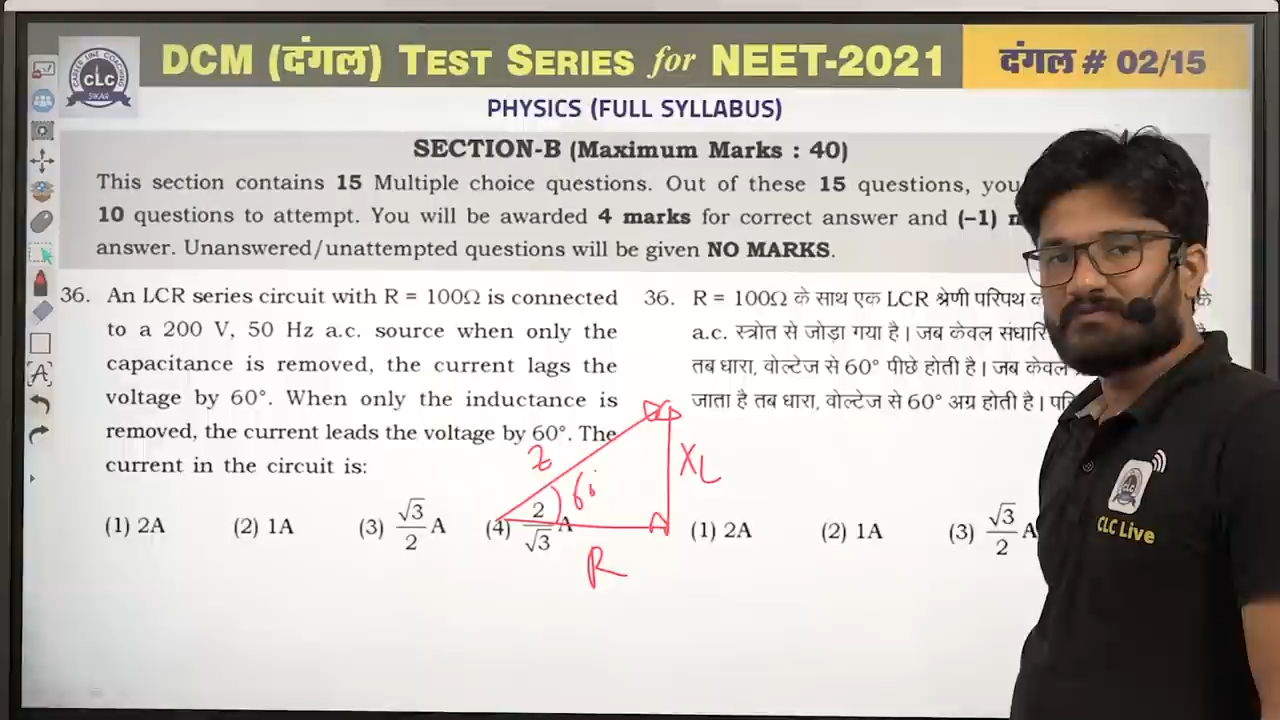 DCM (दंगल) TEST SERIES for NEET-2021
दंगल # 02/15
CAREER LINE COACHING
CLC
SIKAR
PHYSICS (FULL SYLLABUS)
SECTION-B (Maximum Marks : 40)
This section contains 15 Multiple choice questions. Out of these 15 questions, you
10 questions to attempt. You will be awarded 4 marks for correct answer and (–1)
answer. Unanswered/unattempted questions will be given NO MARKS.
36. An LCR series circuit with R = 100Ω is connected
to a 200 V, 50 Hz a.c. source when only the
capacitance is removed, the current lags the
voltage by 60°. When only the inductance is
removed, the current leads the voltage by 60°. The
current in the circuit is:
(1) 2A (2) 1A (3) √3/2 A (4) 2/√3 A
Z
60
XL
R
36. R = 100Ω के साथ एक LCR श्रेणी परिपथ के
a.c. स्त्रोत से जोड़ा गया है। जब केवल
तब धारा, वोल्टेज से 60° पीछे होती है। जब केवल
जाता है तब धारा, वोल्टेज से 60° अग्र होती है।
(1) 2A (2) 1A (3) √3/2 A
CLC
CLC Live